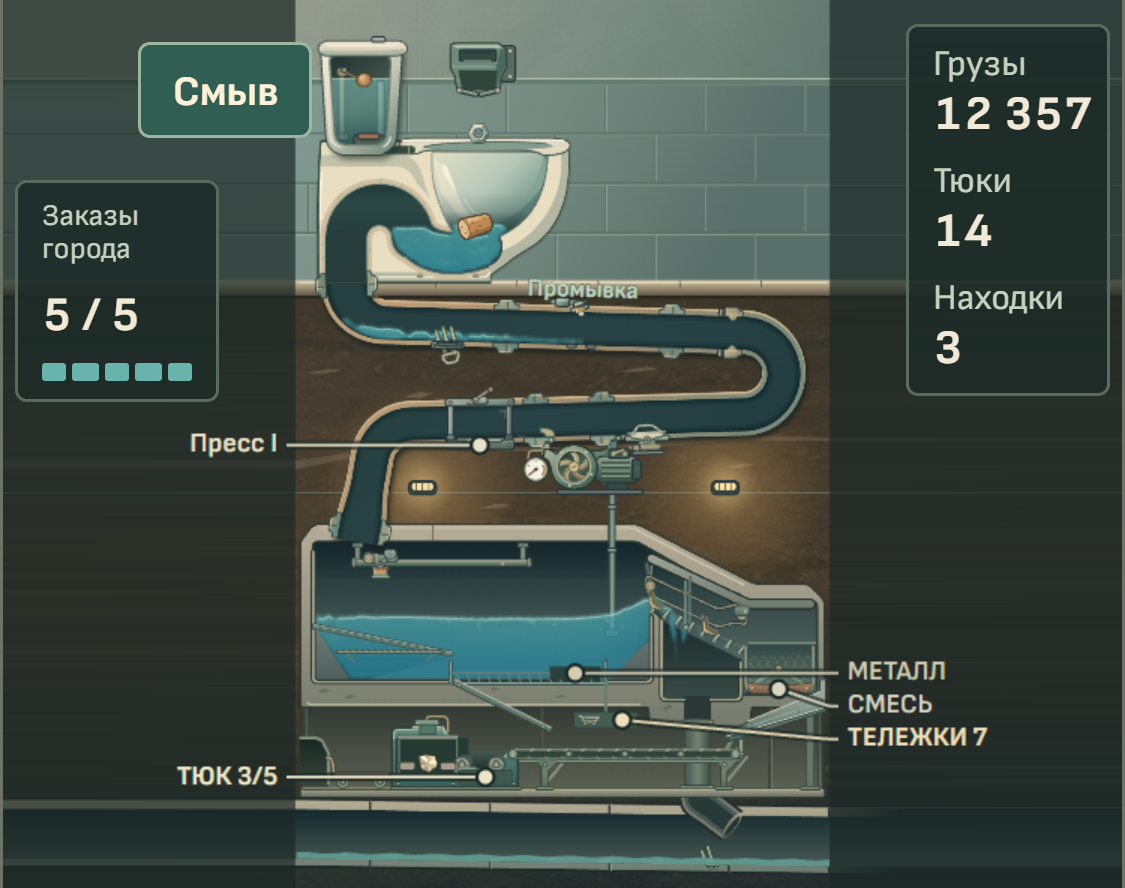 Смыв
Грузы
12 357
Тюки
14
Находки
3
Заказы
города
5 / 5
Промывка
Пресс I
МЕТАЛЛ
СМЕСЬ
ТЕЛЕЖКИ 7
ТЮК 3/5